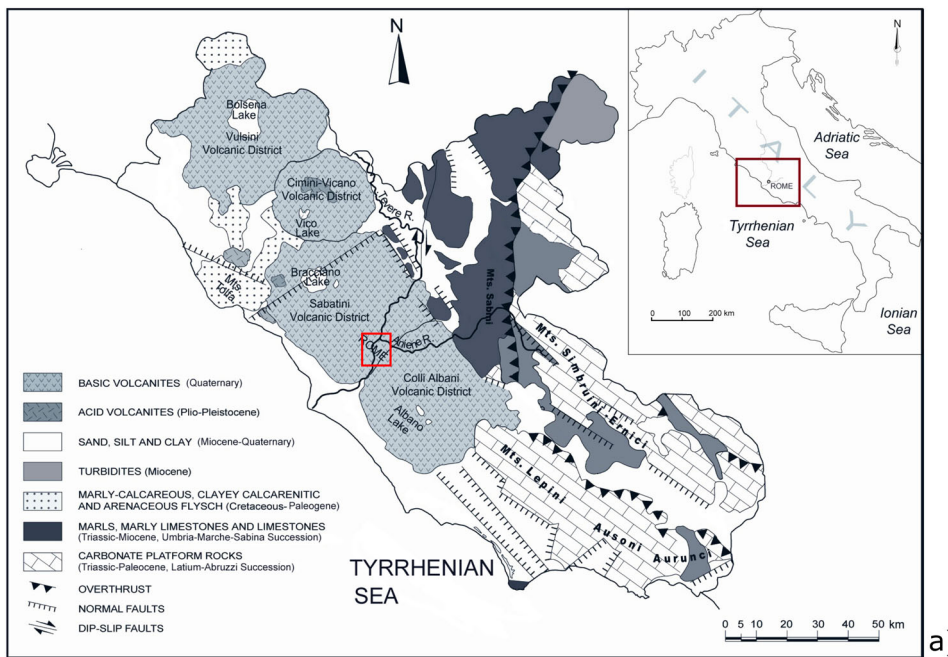 N
Bolsena
Lake
Vulsini
Volcanic District
Cimini-Vicano
Volcanic District
Vico
Lake
Tevere R.
Bracciano
Lake
Mts.
Tolfa
Sabatini
Volcanic District
Mts. Sabini
ROME
Aniene R.
Colli Albani
Volcanic District
Albano
Lake
Mts. Simbruini-Ernici
Mts. Lepini
Ausoni
Aurunci
TYRRHENIAN
SEA
BASIC VOLCANITES (Quaternary)
ACID VOLCANITES (Plio-Pleistocene)
SAND, SILT AND CLAY (Miocene-Quaternary)
TURBIDITES (Miocene)
MARLY-CALCAREOUS, CLAYEY CALCARENITIC
AND ARENACEOUS FLYSCH (Cretaceous-Paleogene)
MARLS, MARLY LIMESTONES AND LIMESTONES
(Triassic-Miocene, Umbria-Marche-Sabina Succession)
CARBONATE PLATFORM ROCKS
(Triassic-Paleocene, Latium-Abruzzi Succession)
OVERTHRUST
NORMAL FAULTS
DIP-SLIP FAULTS
0 5 10 20 30 40 50 km
N
ITALY
Adriatic
Sea
ROME
Tyrrhenian
Sea
Ionian
Sea
0 100 200 km
a)